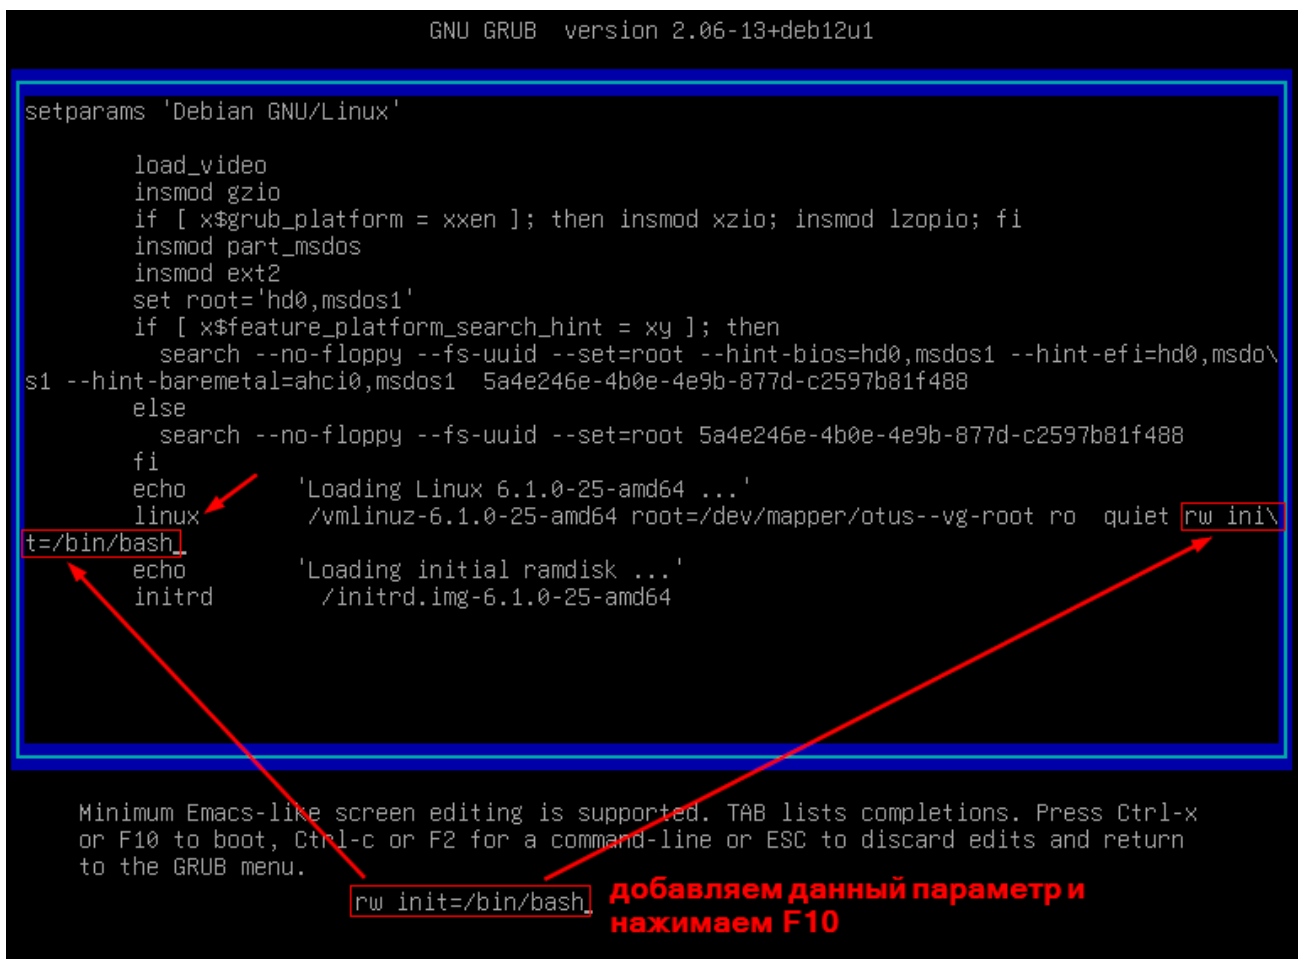 GNU GRUB  version 2.06-13+deb12u1
setparams 'Debian GNU/Linux'
load_video
insmod gzio
if [ x$grub_platform = xxen ]; then insmod xzio; insmod lzopio; fi
insmod part_msdos
insmod ext2
set root='hd0,msdos1'
if [ x$feature_platform_search_hint = xy ]; then
search --no-floppy --fs-uuid --set=root --hint-bios=hd0,msdos1 --hint-efi=hd0,msdo\
s1 --hint-baremetal=ahci0,msdos1  5a4e246e-4b0e-4e9b-877d-c2597b81f488
else
search --no-floppy --fs-uuid --set=root 5a4e246e-4b0e-4e9b-877d-c2597b81f488
fi
echo 'Loading Linux 6.1.0-25-amd64 ...'
linux /vmlinuz-6.1.0-25-amd64 root=/dev/mapper/otus--vg-root ro  quiet rw ini\
t=/bin/bash_
echo 'Loading initial ramdisk ...'
initrd /initrd.img-6.1.0-25-amd64
Minimum Emacs-like screen editing is supported. TAB lists completions. Press Ctrl-x
or F10 to boot, Ctrl-c or F2 for a command-line or ESC to discard edits and return
to the GRUB menu.
rw init=/bin/bash_
добавляем данный параметр и
нажимаем F10